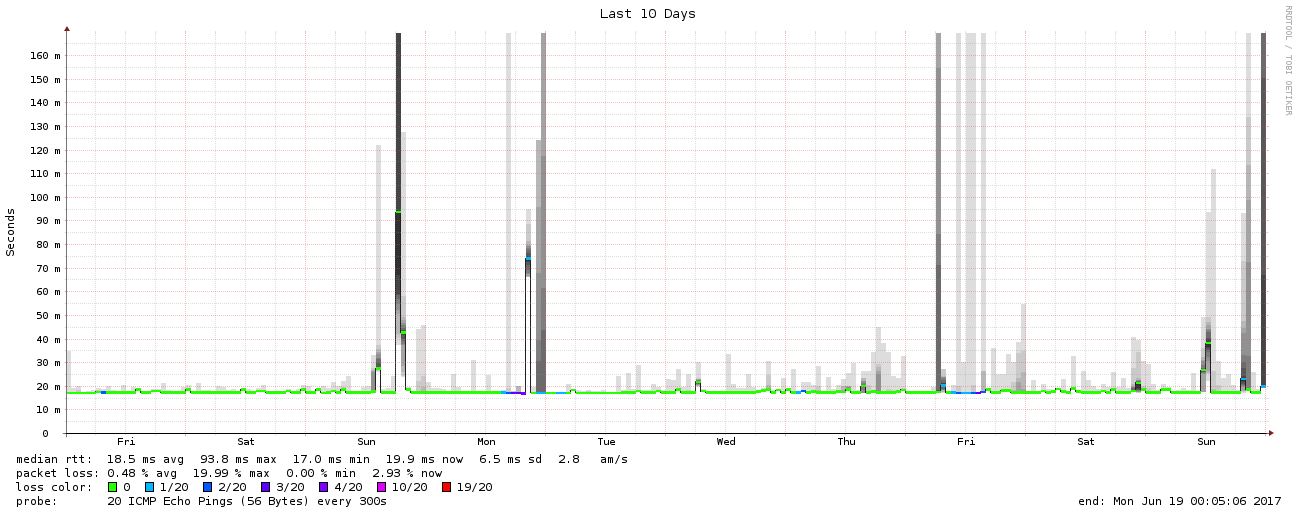 Last 10 Days
RRDTOOL / TOBI OETIKER
Seconds
160 m
150 m
140 m
130 m
120 m
110 m
100 m
90 m
80 m
70 m
60 m
50 m
40 m
30 m
20 m
10 m
0
Fri Sat Sun Mon Tue Wed Thu Fri Sat Sun
median rtt: 18.5 ms avg 93.8 ms max 17.0 ms min 19.9 ms now 6.5 ms sd 2.8 am/s
packet loss: 0.48 % avg 19.99 % max 0.00 % min 2.93 % now
loss color: 0 1/20 2/20 3/20 4/20 10/20 19/20
probe: 20 ICMP Echo Pings (56 Bytes) every 300s end: Mon Jun 19 00:05:06 2017